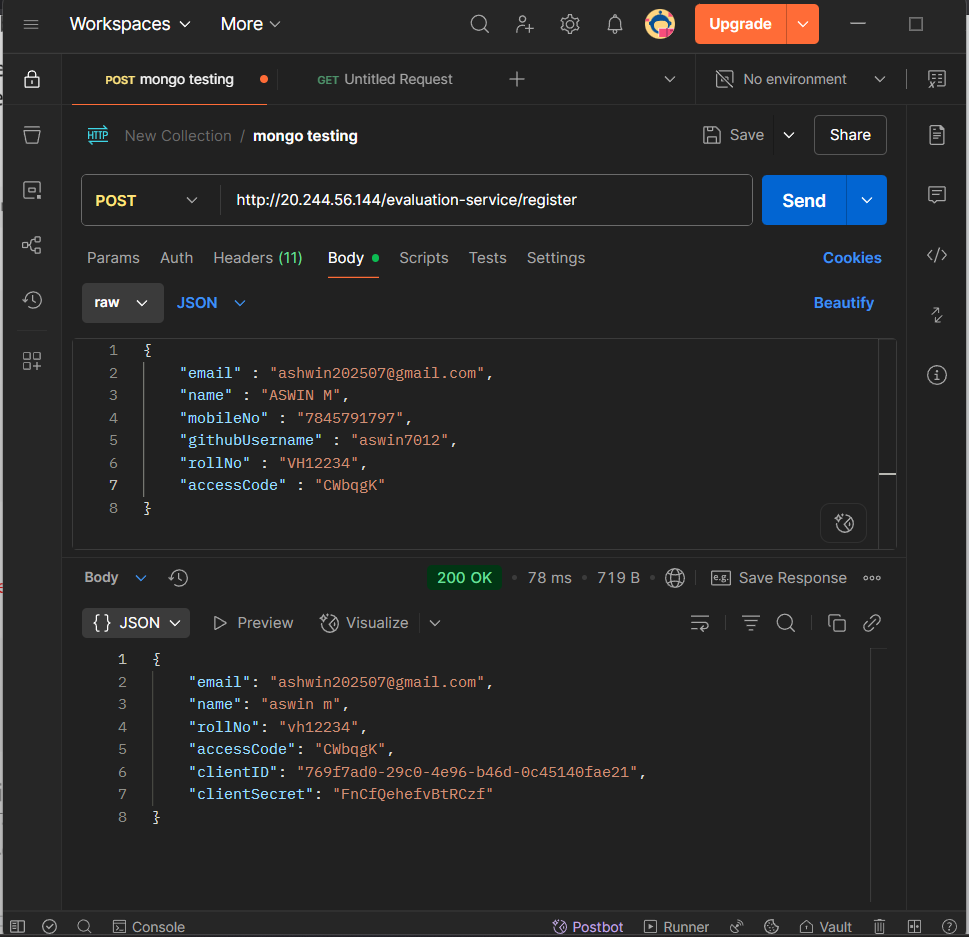 Workspaces More Upgrade
POST mongo testing GET Untitled Request No environment
HTTP New Collection / mongo testing Save Share
POST http://20.244.56.144/evaluation-service/register Send
Params Auth Headers (11) Body Scripts Tests Settings Cookies
raw JSON Beautify
1 {
2 "email" : "ashwin202507@gmail.com",
3 "name" : "ASWIN M",
4 "mobileNo" : "7845791797",
5 "githubUsername" : "aswin7012",
6 "rollNo" : "VH12234",
7 "accessCode" : "CWbqgK"
8 }
Body 200 OK • 78 ms • 719 B • e.g. Save Response
{} JSON Preview Visualize
1 {
2 "email": "ashwin202507@gmail.com",
3 "name": "aswin m",
4 "rollNo": "vh12234",
5 "accessCode": "CWbqgK",
6 "clientID": "769f7ad0-29c0-4e96-b46d-0c45140fae21",
7 "clientSecret": "FnCfQehefvBtRCzf"
8 }
Console Postbot Runner Vault